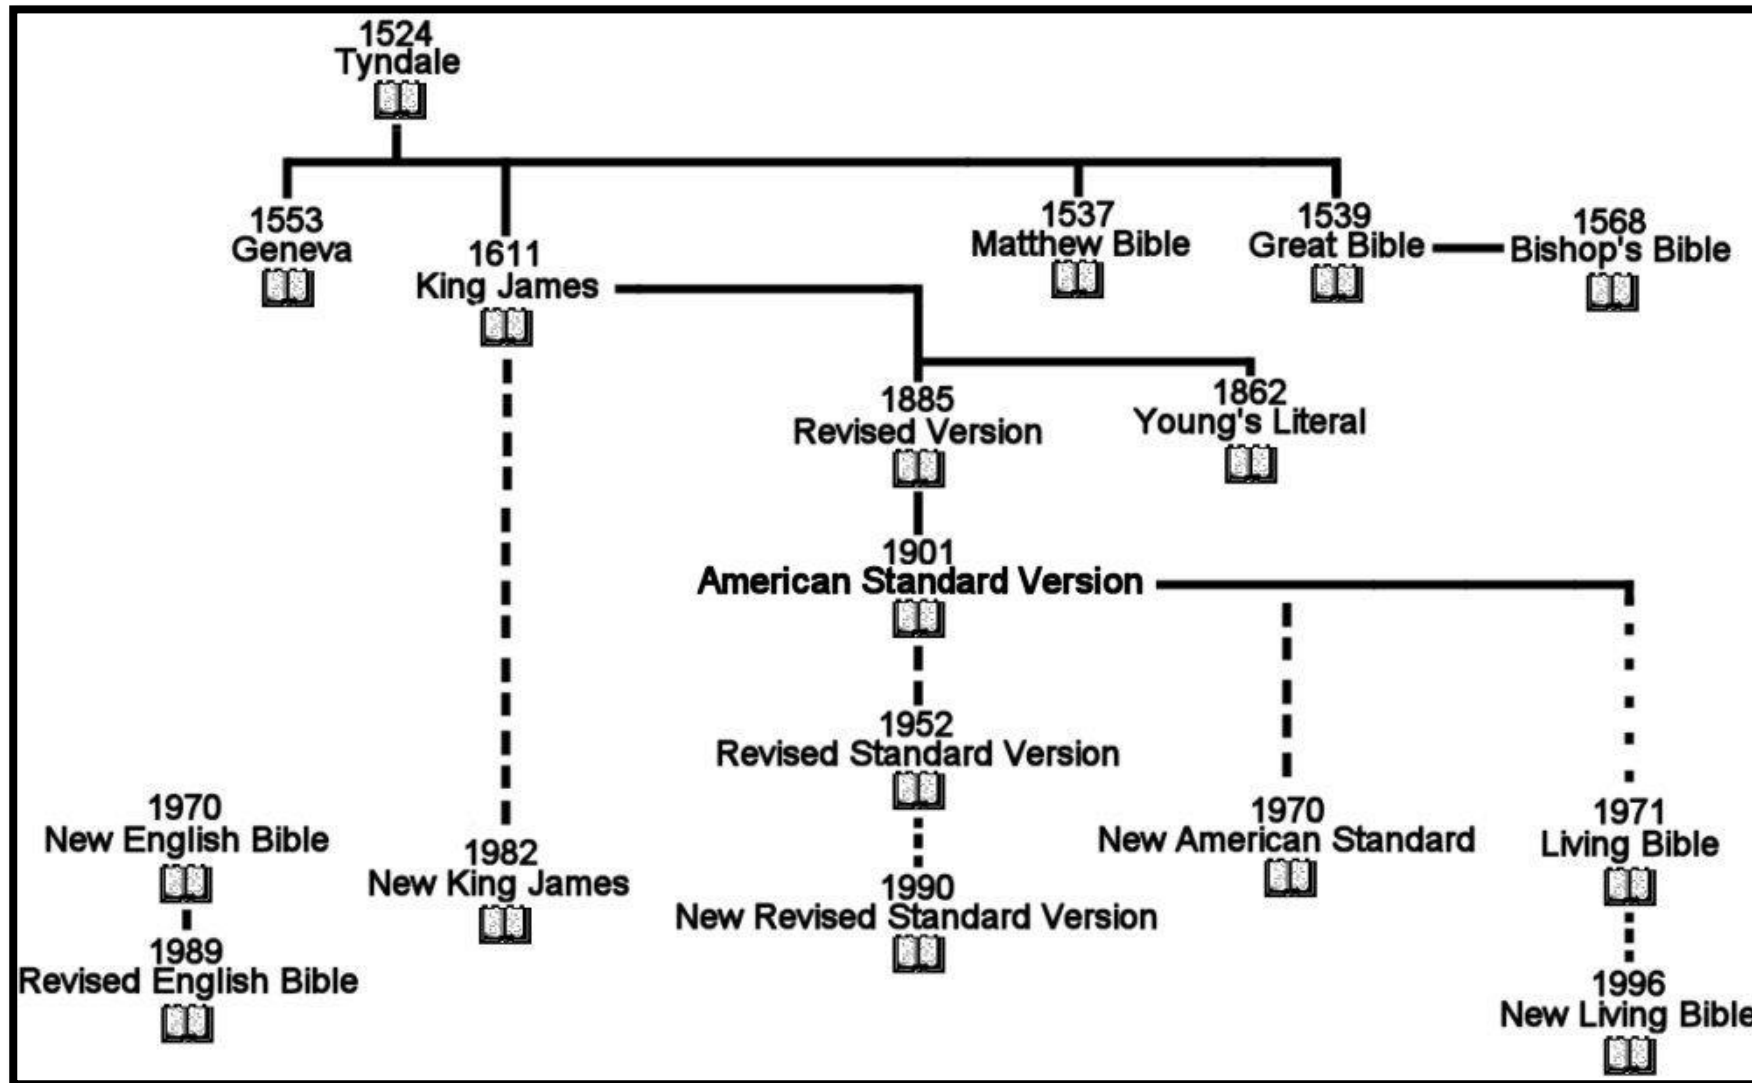 1524
Tyndale
1553
Geneva
1611
King James
1537
Matthew Bible
1539
Great Bible
1568
Bishop's Bible
1885
Revised Version
1862
Young's Literal
1901
American Standard Version
1952
Revised Standard Version
1970
New English Bible
1982
New King James
1990
New Revised Standard Version
1970
New American Standard
1971
Living Bible
1989
Revised English Bible
1996
New Living Bible